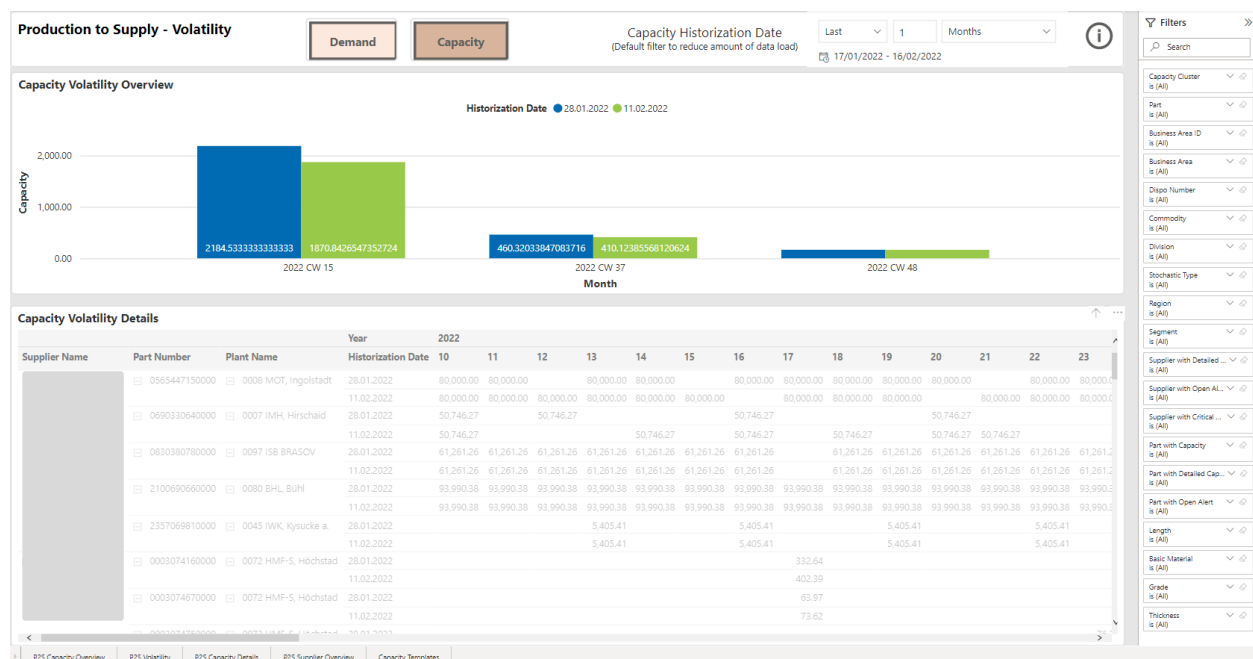 Production to Supply - Volatility
Demand
Capacity
Capacity Historization Date
(Default filter to reduce amount of data load)
Last 1 Months
17/01/2022 - 16/02/2022
Capacity Volatility Overview
Historization Date 28.01.2022 11.02.2022
Capacity
2,000.00
1,000.00
0.00
2184.5333333333333 1870.8426547352724 460.32033847083716 410.12385568120624
2022 CW 15 2022 CW 37 2022 CW 48
Month
Capacity Volatility Details
Year 2022
Supplier Name Part Number Plant Name Historization Date 10 11 12 13 14 15 16 17 18 19 20 21 22 23
0565447150000 0008 MOT, Ingolstadt 28.01.2022 80,000.00 80,000.00 80,000.00 80,000.00 80,000.00 80,000.00 80,000.00 80,000.00 80,000.00 80,000.00 80,000.0
11.02.2022 80,000.00 80,000.00 80,000.00 80,000.00 80,000.00 80,000.00 80,000.00 80,000.00 80,000.00 80,000.00 80,000.00 80,000.0
0690330640000 0007 IMH, Hirschaid 28.01.2022 50,746.27 50,746.27 50,746.27 50,746.27
11.02.2022 50,746.27 50,746.27 50,746.27 50,746.27 50,746.27 50,746.27
0830380780000 0097 ISB BRASOV 28.01.2022 61,261.26 61,261.26 61,261.26 61,261.26 61,261.26 61,261.26 61,261.26 61,261.26 61,261.26 61,261.26 61,261.26 61,261.26 61,261.2
11.02.2022 61,261.26 61,261.26 61,261.26 61,261.26 61,261.26 61,261.26 61,261.26 61,261.26 61,261.26 61,261.26 61,261.26 61,261.26 61,261.2
2100690660000 0080 BHL, Bühl 28.01.2022 93,990.38 93,990.38 93,990.38 93,990.38 93,990.38 93,990.38 93,990.38 93,990.38 93,990.38 93,990.38 93,990.38 93,990.38 93,990.38 93,990.3
11.02.2022 93,990.38 93,990.38 93,990.38 93,990.38 93,990.38 93,990.38 93,990.38 93,990.38 93,990.38 93,990.38 93,990.38 93,990.38 93,990.38 93,990.3
2357069810000 0045 IWK, Kysucke a. 28.01.2022 5,405.41 5,405.41 5,405.41 5,405.41
11.02.2022 5,405.41 5,405.41 5,405.41 5,405.41
0003074160000 0072 HMF-S, Höchstad 28.01.2022 332.64
11.02.2022 402.39
0003074670000 0072 HMF-S, Höchstad 28.01.2022 63.97
11.02.2022 73.62
P2S Capacity Overview P2S Volatility P2S Capacity Details P2S Supplier Overview Capacity Templates
Filters
Search
Capacity Cluster
is (All)
Part
is (All)
Business Area ID
is (All)
Business Area
is (All)
Dispo Number
is (All)
Commodity
is (All)
Division
is (All)
Stochastic Type
is (All)
Region
is (All)
Segment
is (All)
Supplier with Detailed ...
is (All)
Supplier with Open Al...
is (All)
Supplier with Critical ...
is (All)
Part with Capacity
is (All)
Part with Detailed Cap...
is (All)
Part with Open Alert
is (All)
Length
is (All)
Basic Material
is (All)
Grade
is (All)
Thickness
is (All)